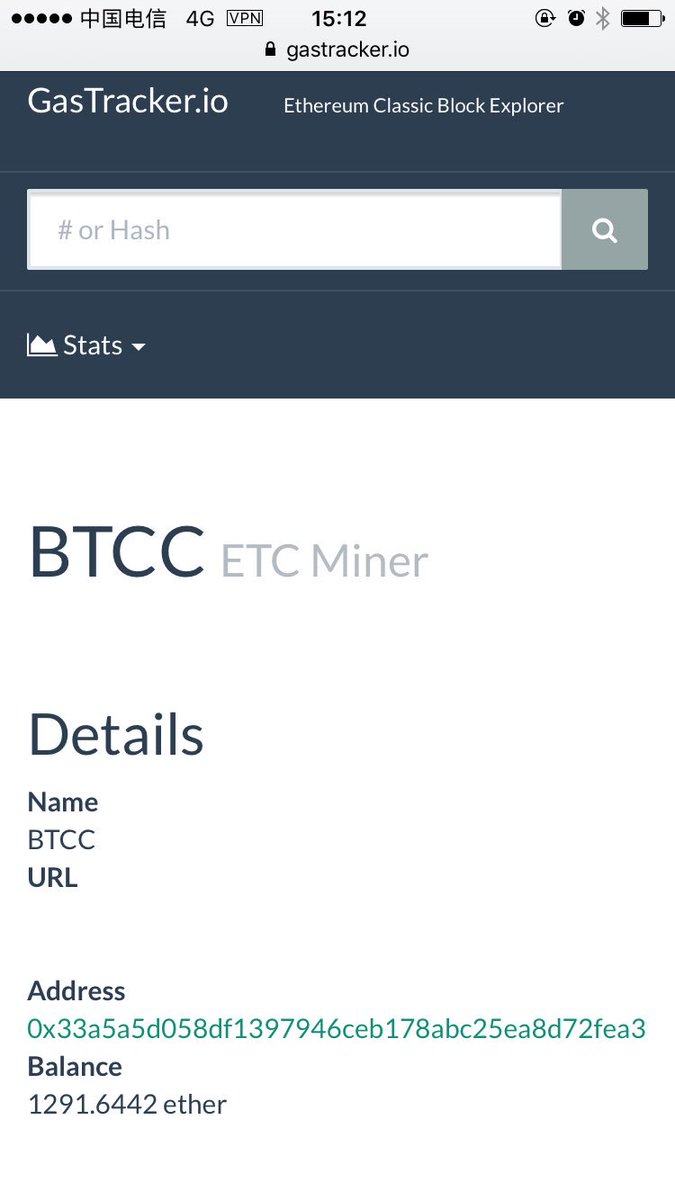 中国电信 4G VPN 15:12
gastracker.io
GasTracker.io Ethereum Classic Block Explorer
# or Hash
Stats
BTCC ETC Miner
Details
Name
BTCC
URL
Address
0x33a5a5d058df1397946ceb178abc25ea8d72fea3
Balance
1291.6442 ether